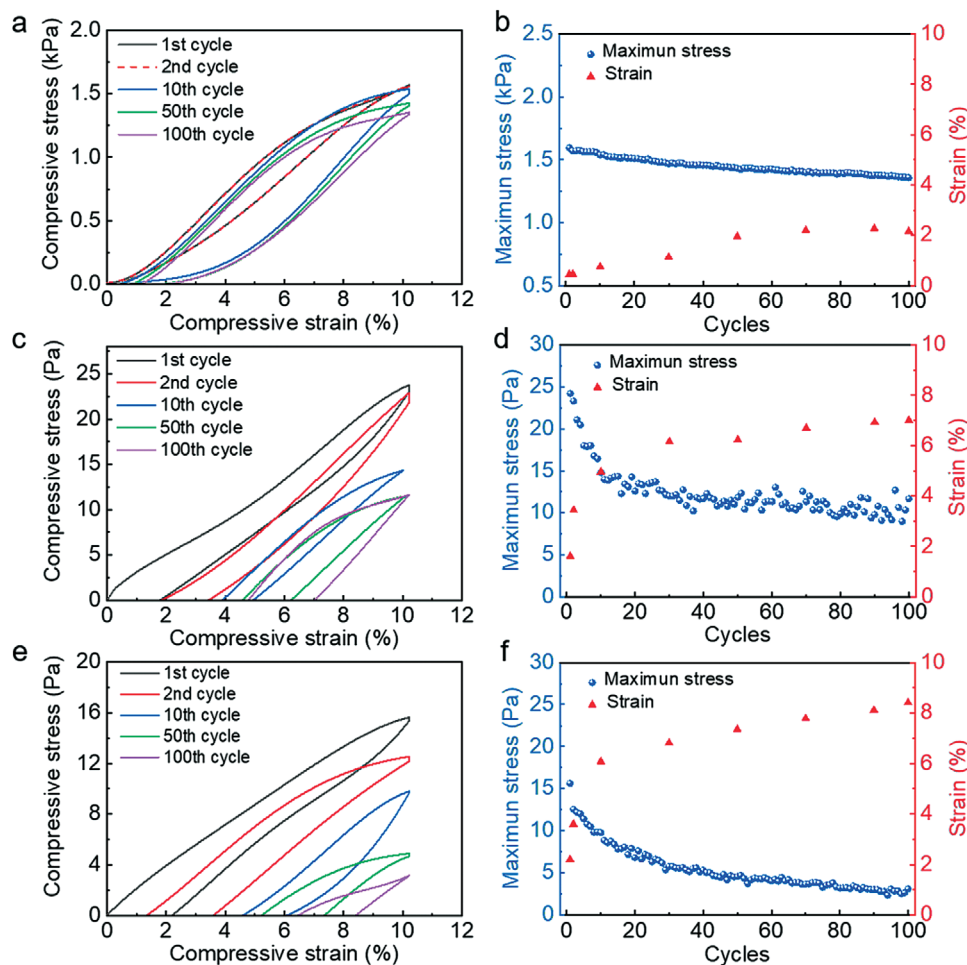 a
Compressive stress (kPa)
2.0
1.5
1.0
0.5
0.0
1st cycle
2nd cycle
10th cycle
50th cycle
100th cycle
0 2 4 6 8 10 12
Compressive strain (%)
b
Maximun stress (kPa)
2.5
2.0
1.5
1.0
0.5
Maximun stress
Strain
10
8
6
4
2
0
Strain (%)
0 20 40 60 80 100
Cycles
c
Compressive stress (Pa)
25
20
15
10
5
0
1st cycle
2nd cycle
10th cycle
50th cycle
100th cycle
0 2 4 6 8 10 12
Compressive strain (%)
d
Maximun stress (Pa)
30
25
20
15
10
5
0
Maximun stress
Strain
10
8
6
4
2
0
Strain (%)
0 20 40 60 80 100
Cycles
e
Compressive stress (Pa)
20
16
12
8
4
0
1st cycle
2nd cycle
10th cycle
50th cycle
100th cycle
0 2 4 6 8 10 12
Compressive strain (%)
f
Maximun stress (Pa)
30
25
20
15
10
5
0
Maximun stress
Strain
10
8
6
4
2
0
Strain (%)
0 20 40 60 80 100
Cycles